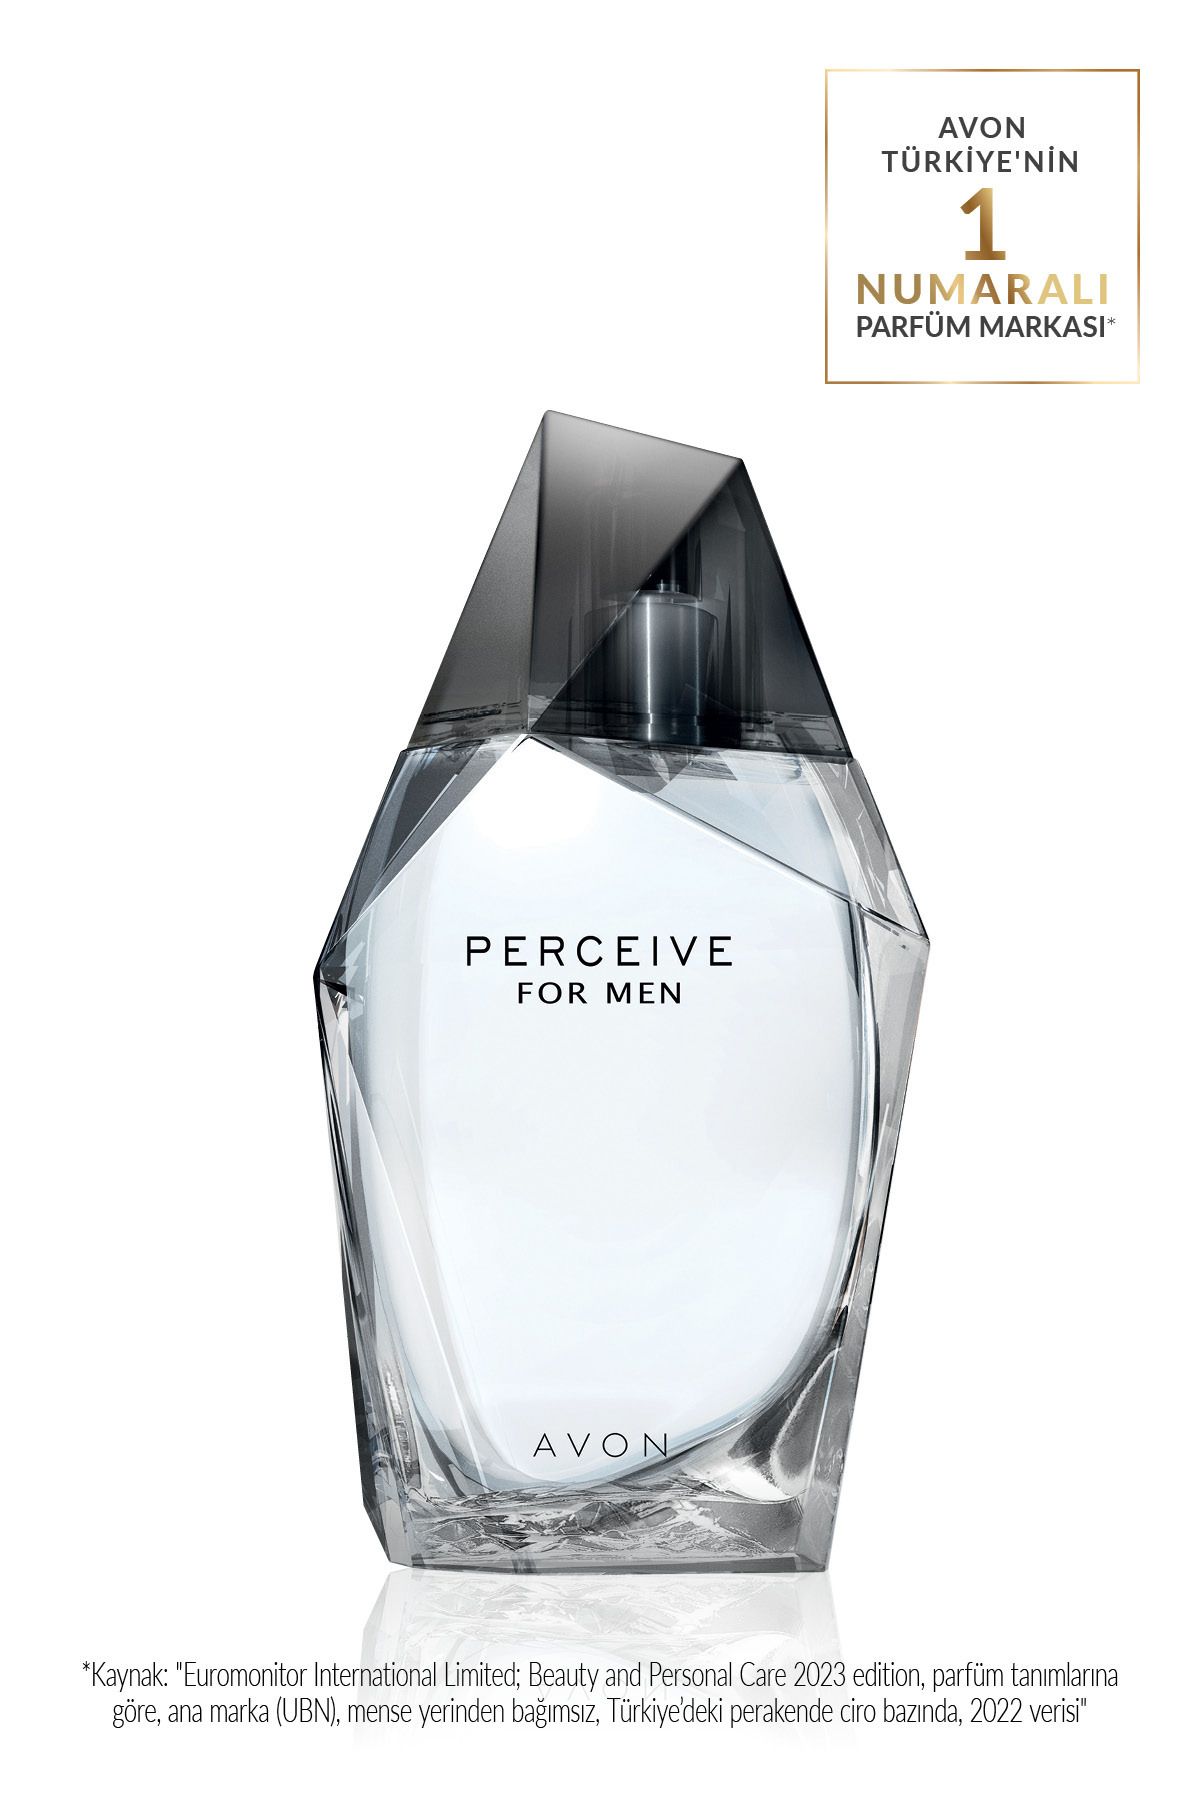 AVON
TÜRKİYE'NİN
1
NUMARALI
PARFÜM MARKASI*
PERCEIVE
FOR MEN
AVON
*Kaynak: "Euromonitor International Limited; Beauty and Personal Care 2023 edition, parfüm tanımlarına
göre, ana marka (UBN), mense yerinden bağımsız, Türkiye’deki perakende ciro bazında, 2022 verisi"